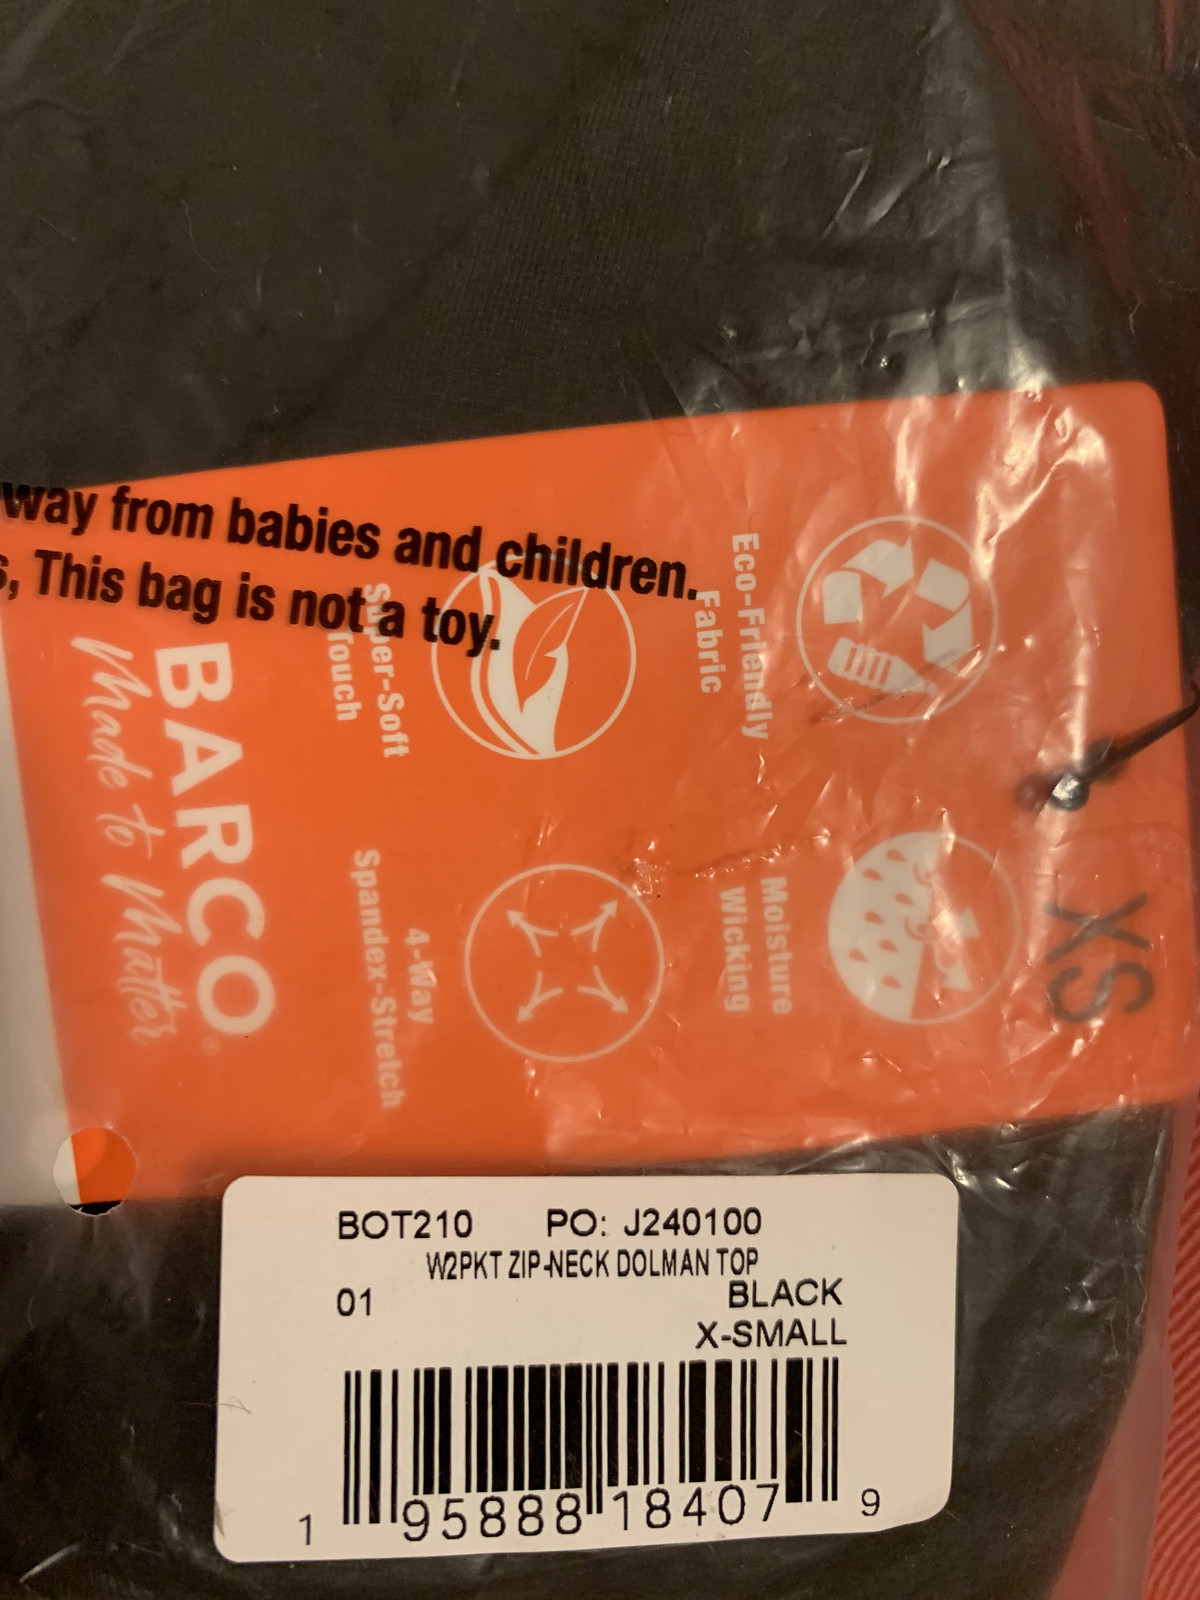 way from babies and children.
, This bag is not a toy.
BARCO
Made to Matter
Super-Soft
Touch
Eco-Friendly
Fabric
4-Way
Spandex-Stretch
Moisture
Wicking
XS
BOT210 PO: J240100
W2PKT ZIP-NECK DOLMAN TOP
01 BLACK
X-SMALL
1 95888 18407 9